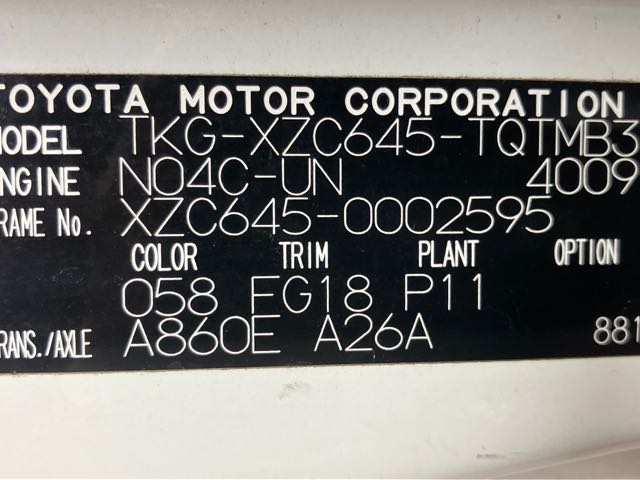 TOYOTA MOTOR CORPORATION
MODEL TKG-XZC645-TQTMB3
ENGINE N04C-UN 4009
FRAME No. XZC645-0002595
COLOR TRIM PLANT OPTION
058 EG18 P11
TRANS./AXLE A860E A26A 881